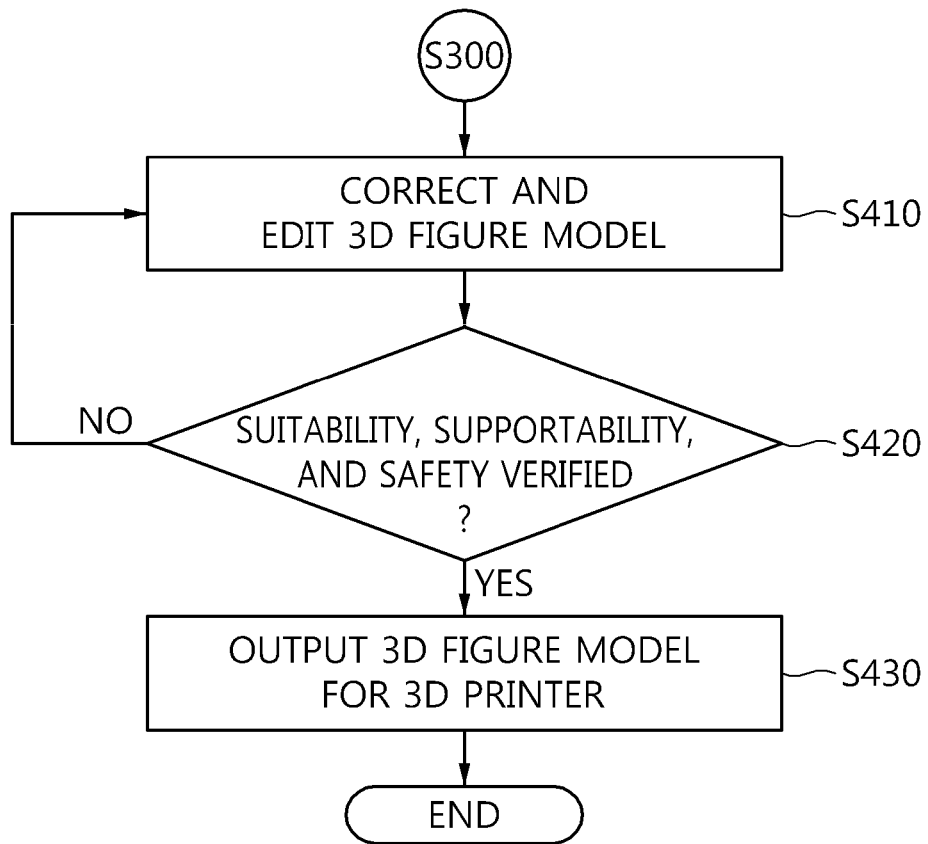 S300
CORRECT AND
EDIT 3D FIGURE MODEL
S410
NO
SUITABILITY, SUPPORTABILITY,
AND SAFETY VERIFIED
?
S420
YES
OUTPUT 3D FIGURE MODEL
FOR 3D PRINTER
S430
END